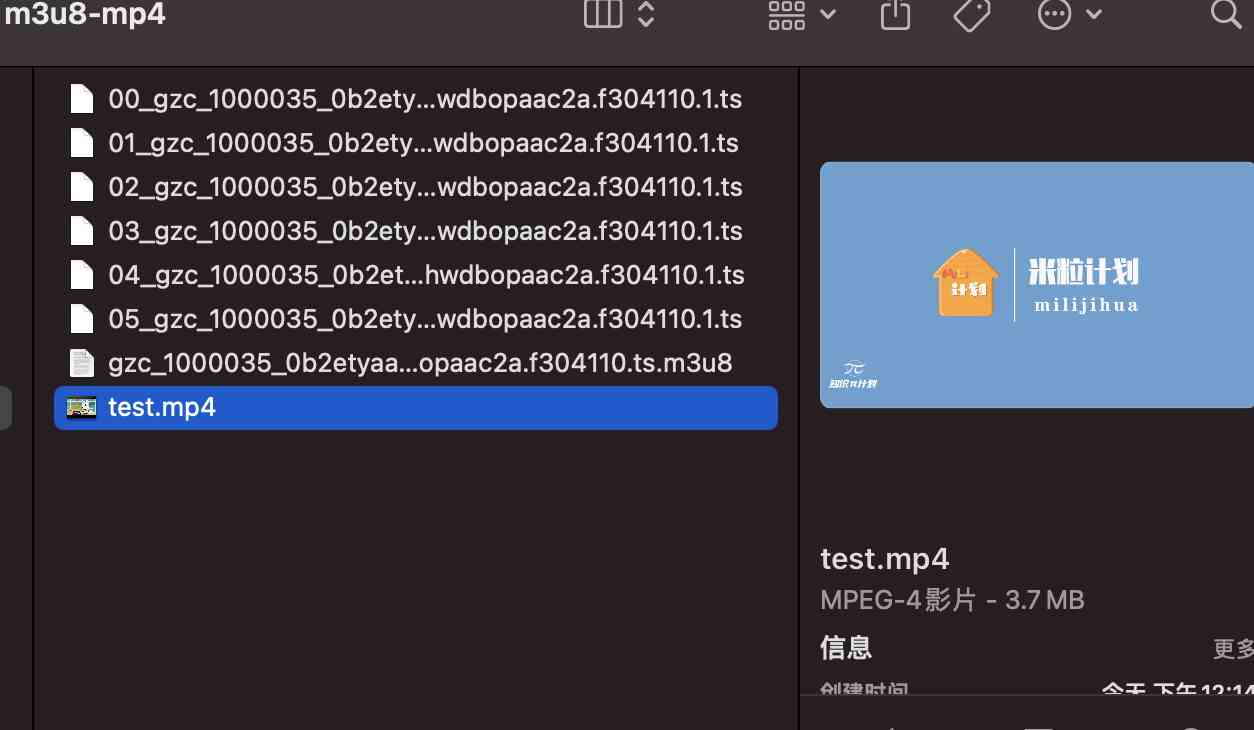 m3u8-mp4
00_gzc_1000035_0b2ety...wdbopaac2a.f304110.1.ts
01_gzc_1000035_0b2ety...wdbopaac2a.f304110.1.ts
02_gzc_1000035_0b2ety...wdbopaac2a.f304110.1.ts
03_gzc_1000035_0b2ety...wdbopaac2a.f304110.1.ts
04_gzc_1000035_0b2et...hwdbopaac2a.f304110.1.ts
05_gzc_1000035_0b2ety...wdbopaac2a.f304110.1.ts
gzc_1000035_0b2etyaa...opaac2a.f304110.ts.m3u8
test.mp4
计划
米粒计划
milijihua
知识π计划
test.mp4
MPEG-4影片 - 3.7 MB
信息
更多
创建时间
今天 下午12:14